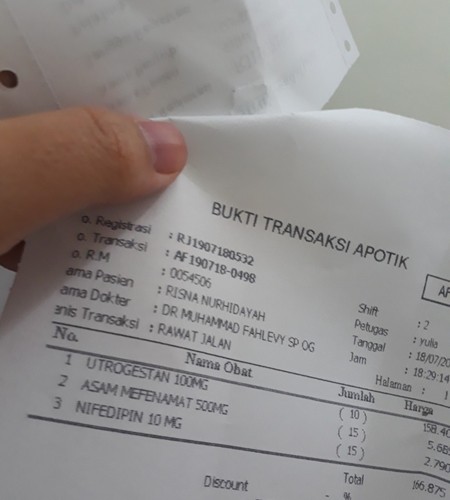 BUKTI TRANSAKSI APOTIK
o. Registrasi : RJ1907180532
o. Transaksi : AF190718-0498
o. R.M : 0054506
ama Pasien : RISNA NURHIDAYAH
ama Dokter : DR MUHAMMAD FAHLEVY SP OG
enis Transaksi : RAWAT JALAN
AF
Shift : 2
Petugas : yulia
Tanggal : 18/07/20
Jam : 18:29:14
Halaman : 1
No. Nama Obat Jumlah Harga
1 UTROGESTAN 100MG ( 10) 158.40
2 ASAM MEFENAMAT 500MG ( 15) 5.68
3 NIFEDIPIN 10 MG ( 15) 2.790
Total 166.875
Discount - %